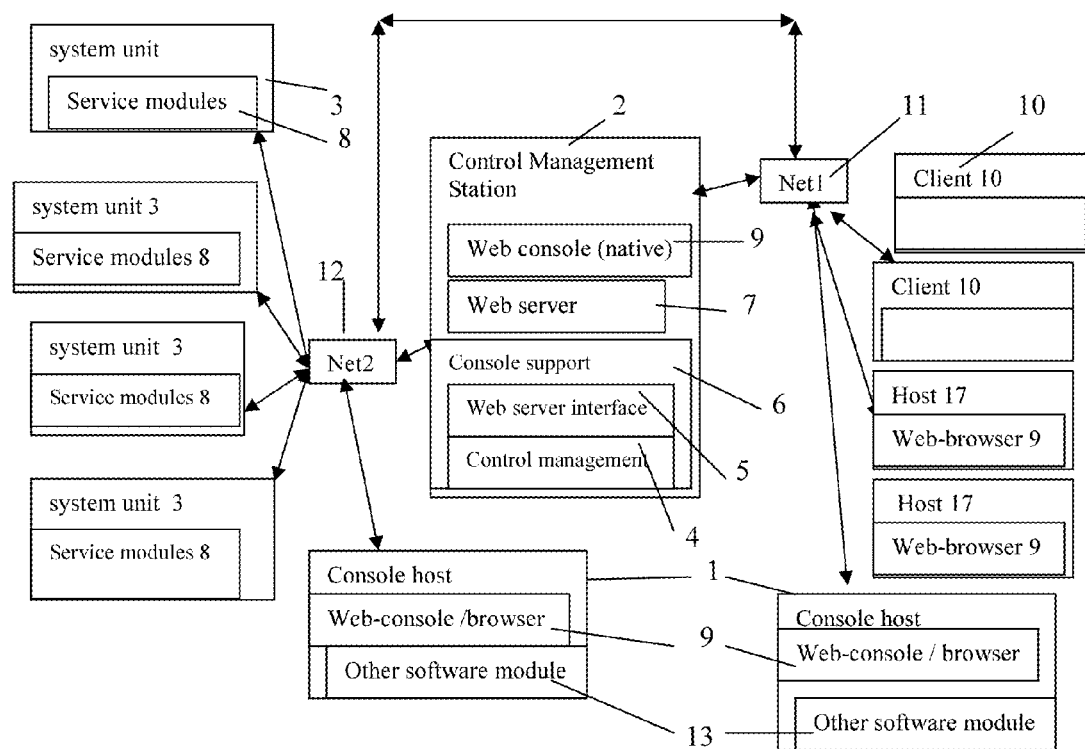 system unit
Service modules
3
8
system unit 3
Service modules 8
system unit 3
Service modules 8
system unit 3
Service modules 8
12
Net2
2
Control Management
Station
Web console (native)
9
Web server
7
Console support
6
Web server interface
Control management
5
4
11
Net1
10
Client 10
Client 10
Host 17
Web-browser 9
Host 17
Web-browser 9
Console host
Web-console /browser
Other software module
1
9
13
Console host
Web-console / browser
Other software module